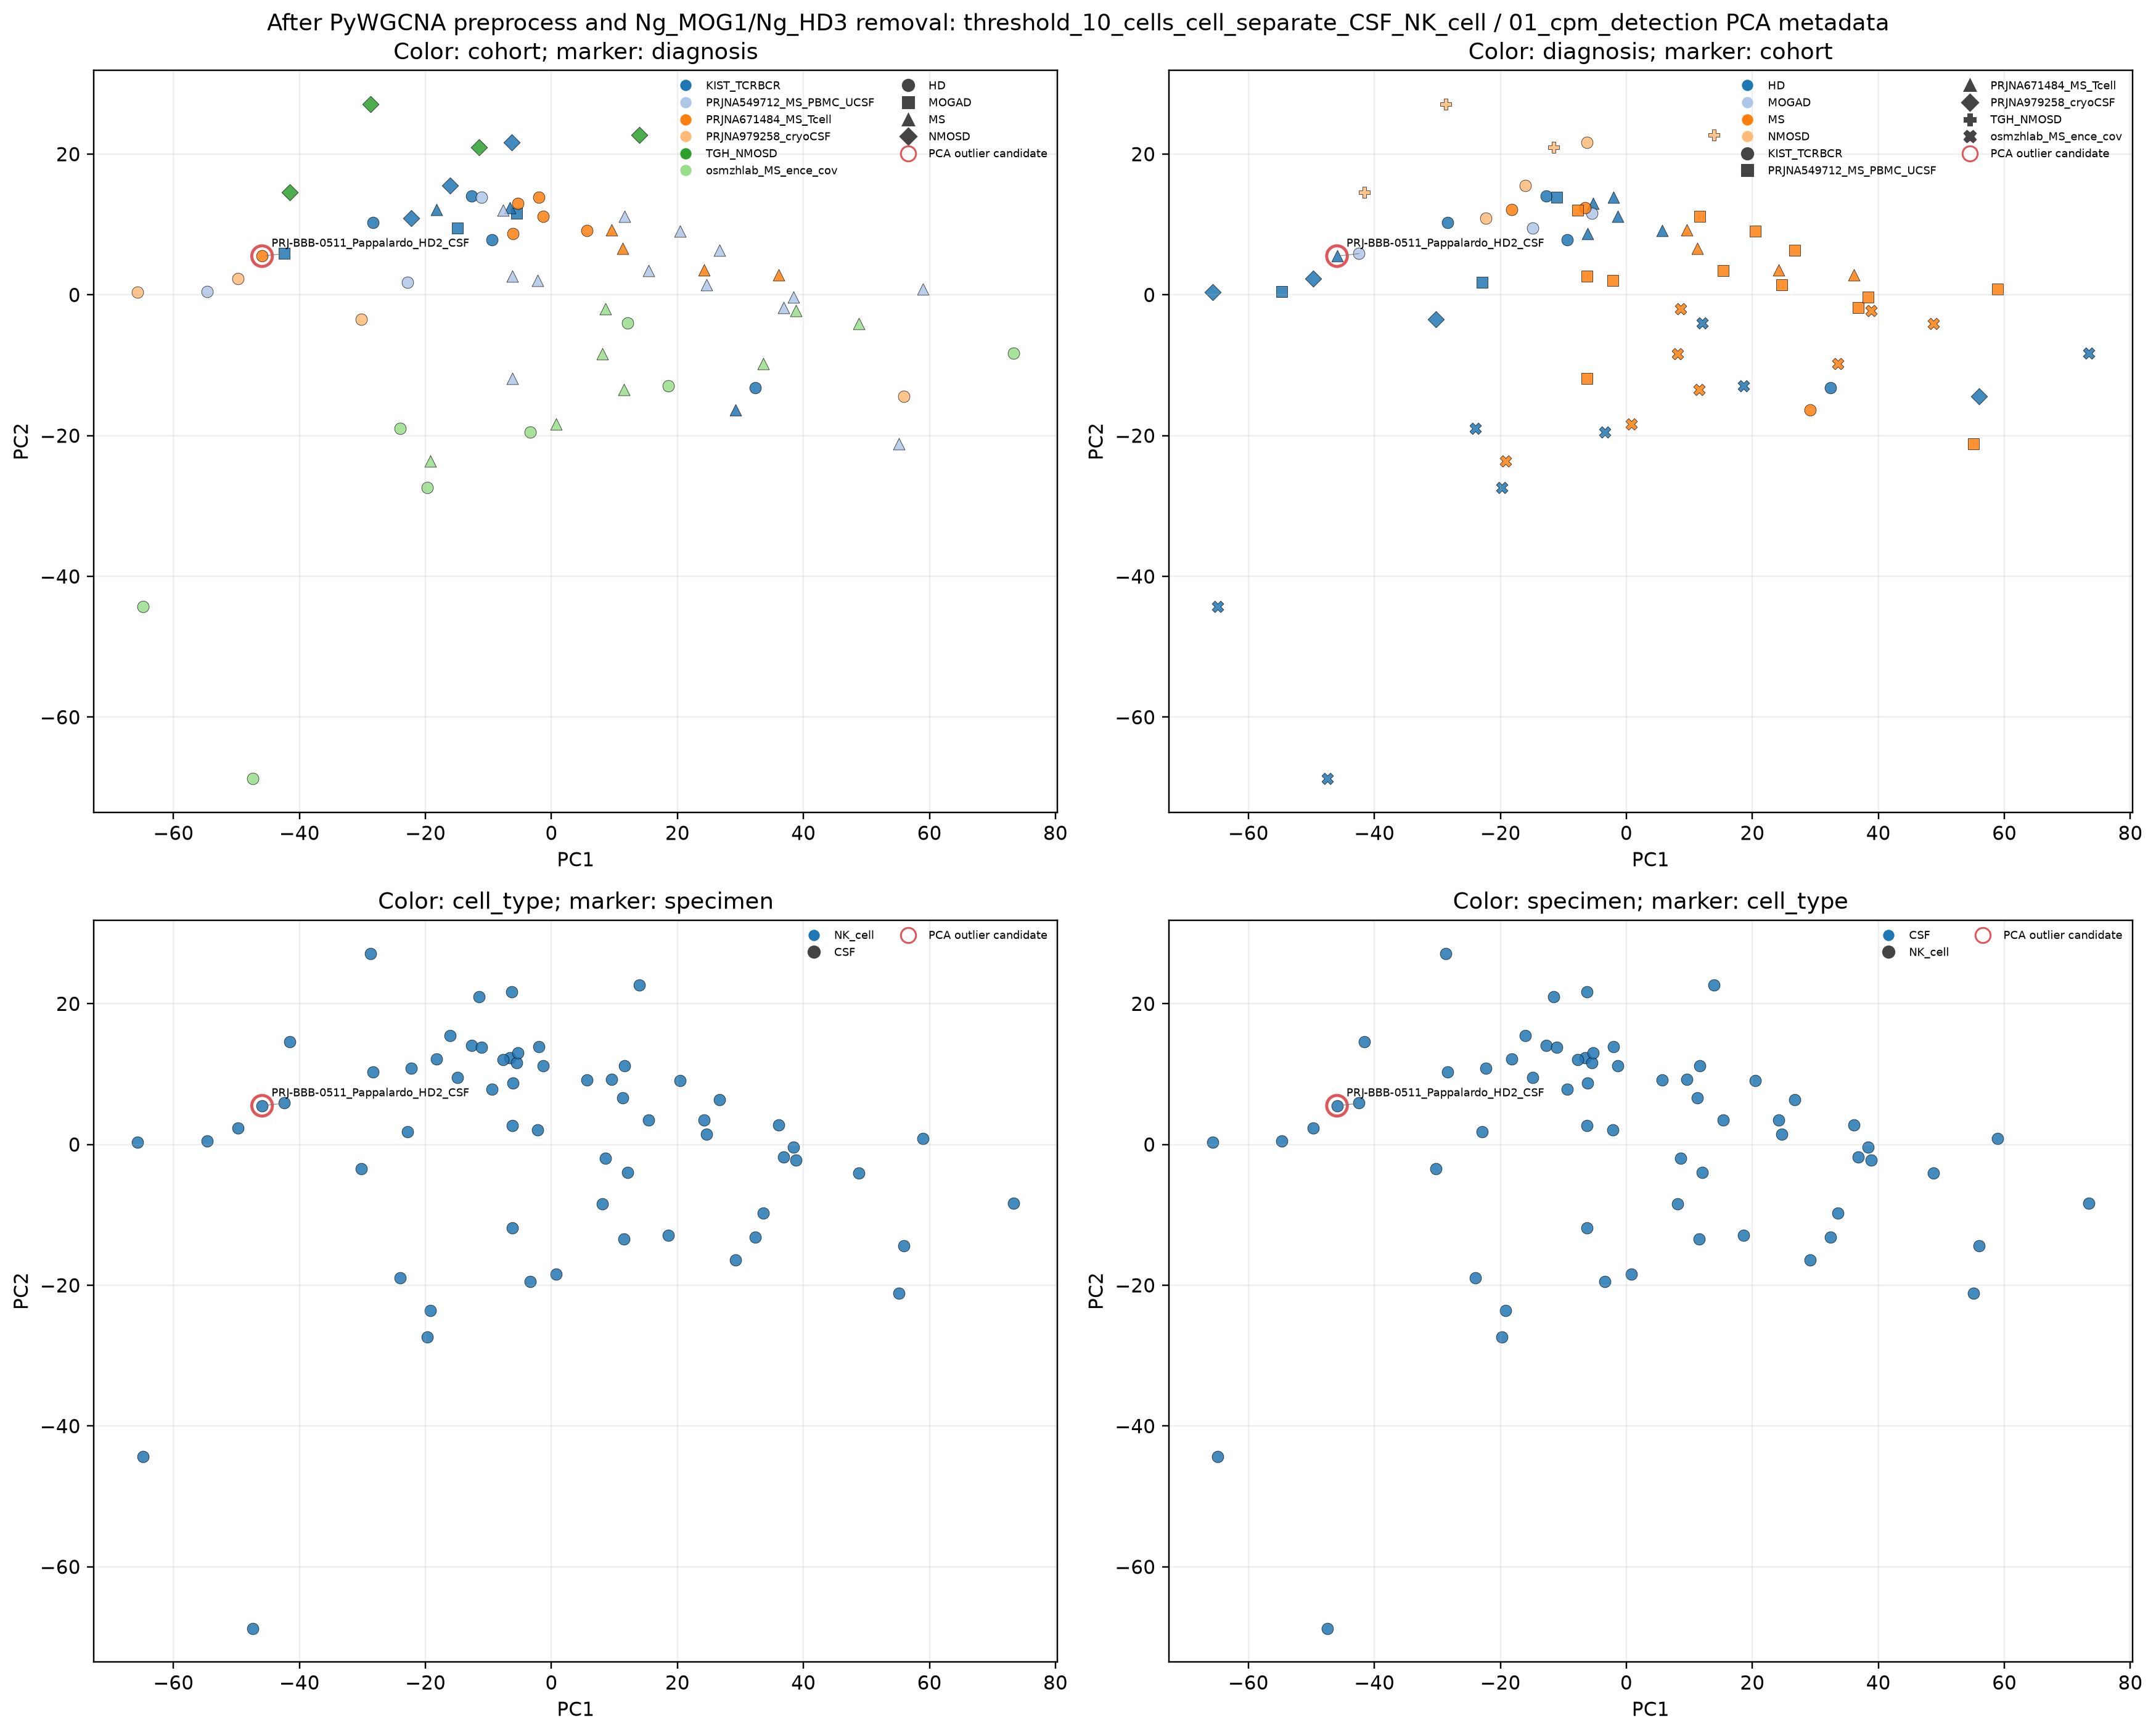 After PyWGCNA preprocess and Ng_MOG1/Ng_HD3 removal: threshold_10_cells_cell_separate_CSF_NK_cell / 01_cpm_detection PCA metadata
Color: cohort; marker: diagnosis
KIST_TCRBCR
PRJNA549712_MS_PBMC_UCSF
PRJNA671484_MS_Tcell
PRJNA979258_cryoCSF
TGH_NMOSD
osmzhlab_MS_ence_cov
HD
MOGAD
MS
NMOSD
PCA outlier candidate
PRJ-BBB-0511_Pappalardo_HD2_CSF
20
0
−20
−40
−60
PC2
−60 −40 −20 0 20 40 60 80
PC1
Color: diagnosis; marker: cohort
HD
MOGAD
MS
NMOSD
KIST_TCRBCR
PRJNA549712_MS_PBMC_UCSF
PRJNA671484_MS_Tcell
PRJNA979258_cryoCSF
TGH_NMOSD
osmzhlab_MS_ence_cov
PCA outlier candidate
PRJ-BBB-0511_Pappalardo_HD2_CSF
20
0
−20
−40
−60
PC2
−60 −40 −20 0 20 40 60 80
PC1
Color: cell_type; marker: specimen
NK_cell
CSF
PCA outlier candidate
PRJ-BBB-0511_Pappalardo_HD2_CSF
20
0
−20
−40
−60
PC2
−60 −40 −20 0 20 40 60 80
PC1
Color: specimen; marker: cell_type
CSF
NK_cell
PCA outlier candidate
PRJ-BBB-0511_Pappalardo_HD2_CSF
20
0
−20
−40
−60
PC2
−60 −40 −20 0 20 40 60 80
PC1